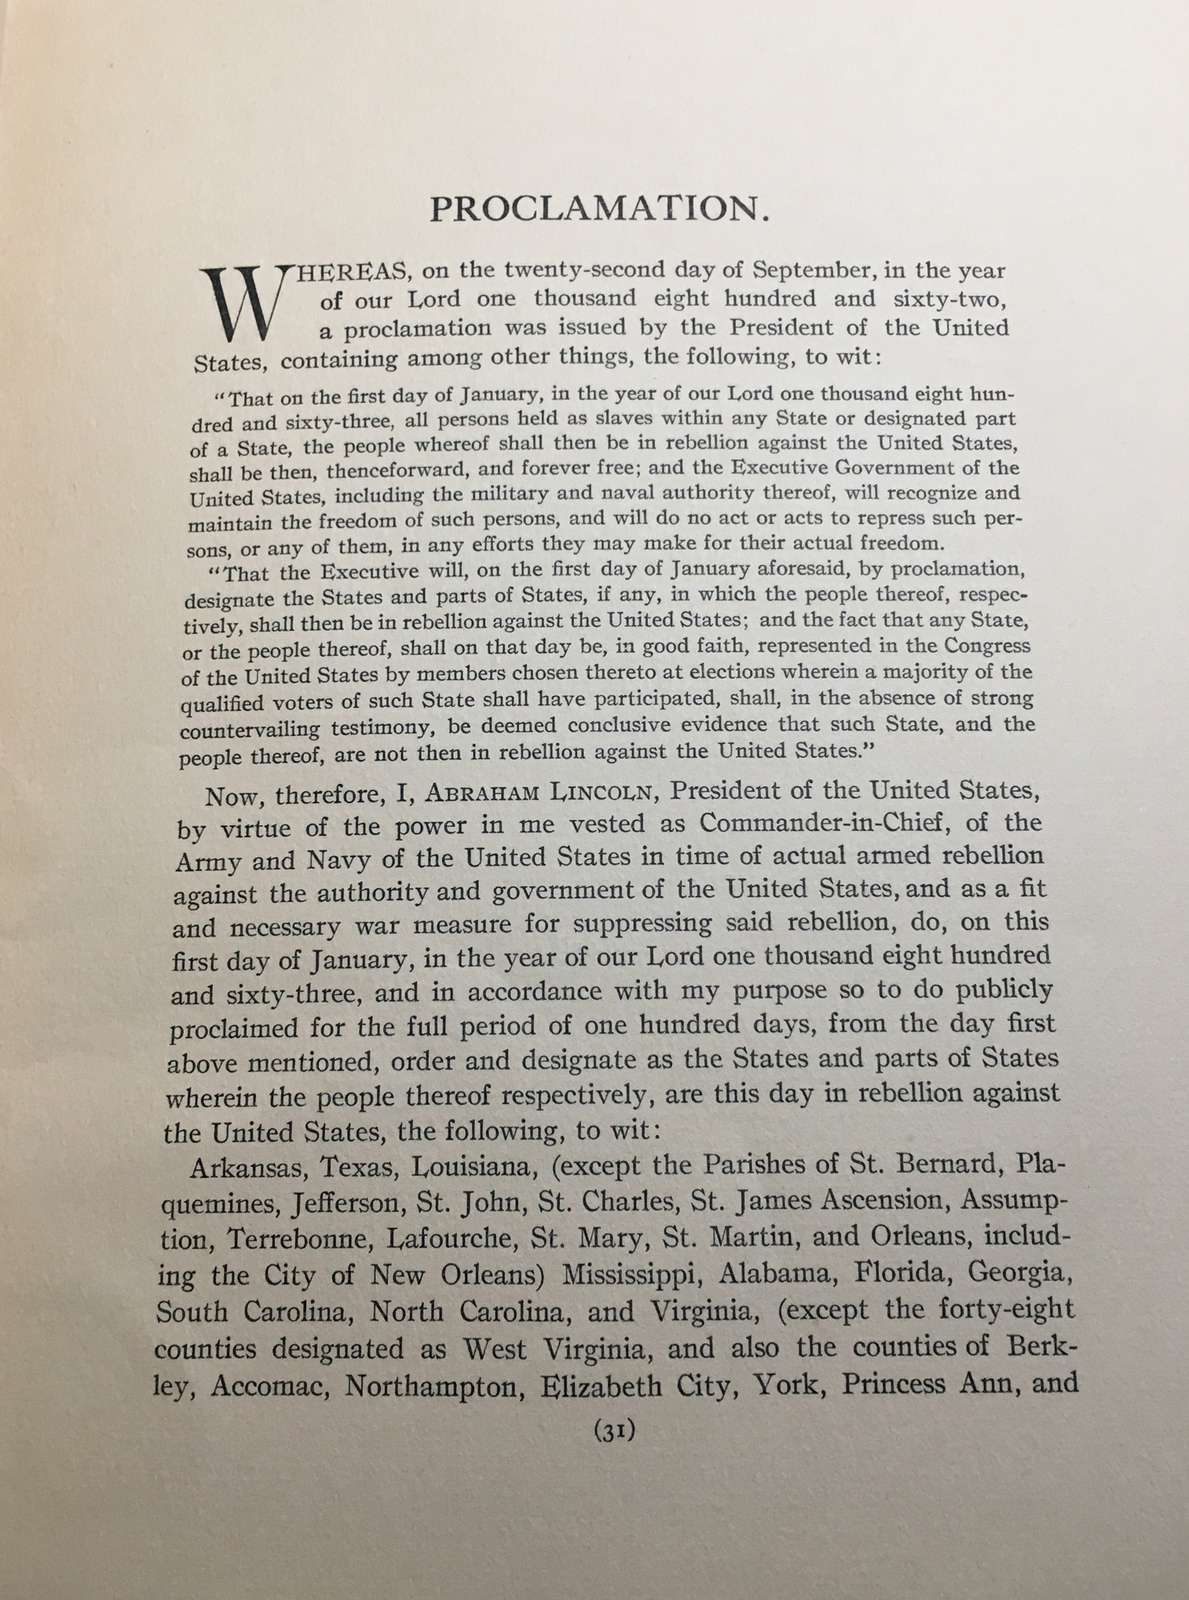 PROCLAMATION.
WHEREAS, on the twenty-second day of September, in the year
of our Lord one thousand eight hundred and sixty-two,
a proclamation was issued by the President of the United
States, containing among other things, the following, to wit:
“That on the first day of January, in the year of our Lord one thousand eight hun-
dred and sixty-three, all persons held as slaves within any State or designated part
of a State, the people whereof shall then be in rebellion against the United States,
shall be then, thenceforward, and forever free; and the Executive Government of the
United States, including the military and naval authority thereof, will recognize and
maintain the freedom of such persons, and will do no act or acts to repress such per-
sons, or any of them, in any efforts they may make for their actual freedom.
“That the Executive will, on the first day of January aforesaid, by proclamation,
designate the States and parts of States, if any, in which the people thereof, respec-
tively, shall then be in rebellion against the United States; and the fact that any State,
or the people thereof, shall on that day be, in good faith, represented in the Congress
of the United States by members chosen thereto at elections wherein a majority of the
qualified voters of such State shall have participated, shall, in the absence of strong
countervailing testimony, be deemed conclusive evidence that such State, and the
people thereof, are not then in rebellion against the United States.”
Now, therefore, I, ABRAHAM LINCOLN, President of the United States,
by virtue of the power in me vested as Commander-in-Chief, of the
Army and Navy of the United States in time of actual armed rebellion
against the authority and government of the United States, and as a fit
and necessary war measure for suppressing said rebellion, do, on this
first day of January, in the year of our Lord one thousand eight hundred
and sixty-three, and in accordance with my purpose so to do publicly
proclaimed for the full period of one hundred days, from the day first
above mentioned, order and designate as the States and parts of States
wherein the people thereof respectively, are this day in rebellion against
the United States, the following, to wit:
Arkansas, Texas, Louisiana, (except the Parishes of St. Bernard, Pla-
quemines, Jefferson, St. John, St. Charles, St. James Ascension, Assump-
tion, Terrebonne, Lafourche, St. Mary, St. Martin, and Orleans, includ-
ing the City of New Orleans) Mississippi, Alabama, Florida, Georgia,
South Carolina, North Carolina, and Virginia, (except the forty-eight
counties designated as West Virginia, and also the counties of Berk-
ley, Accomac, Northampton, Elizabeth City, York, Princess Ann, and
(31)